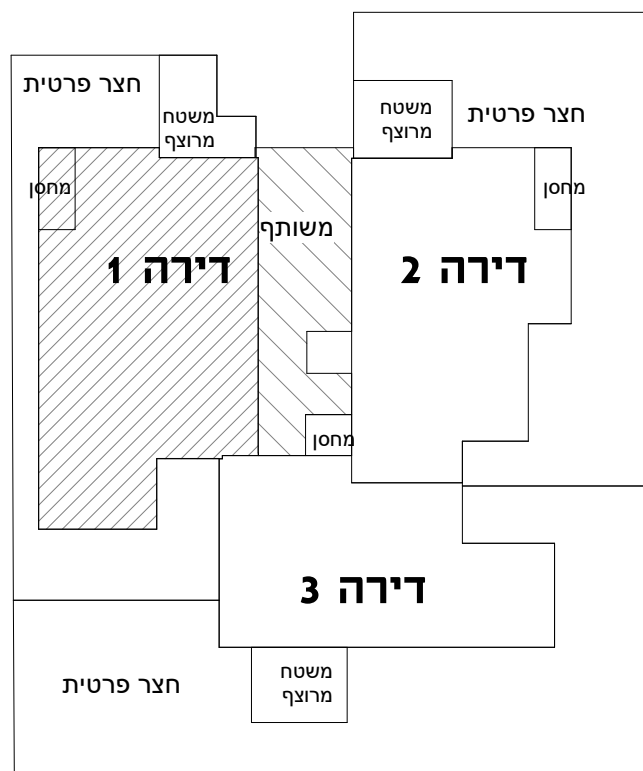 חצר פרטית
משטח
מרוצף
משטח
מרוצף
חצר פרטית
מחסן
מחסן
משותף
דירה 1
דירה 2
מחסן
דירה 3
משטח
מרוצף
חצר פרטית